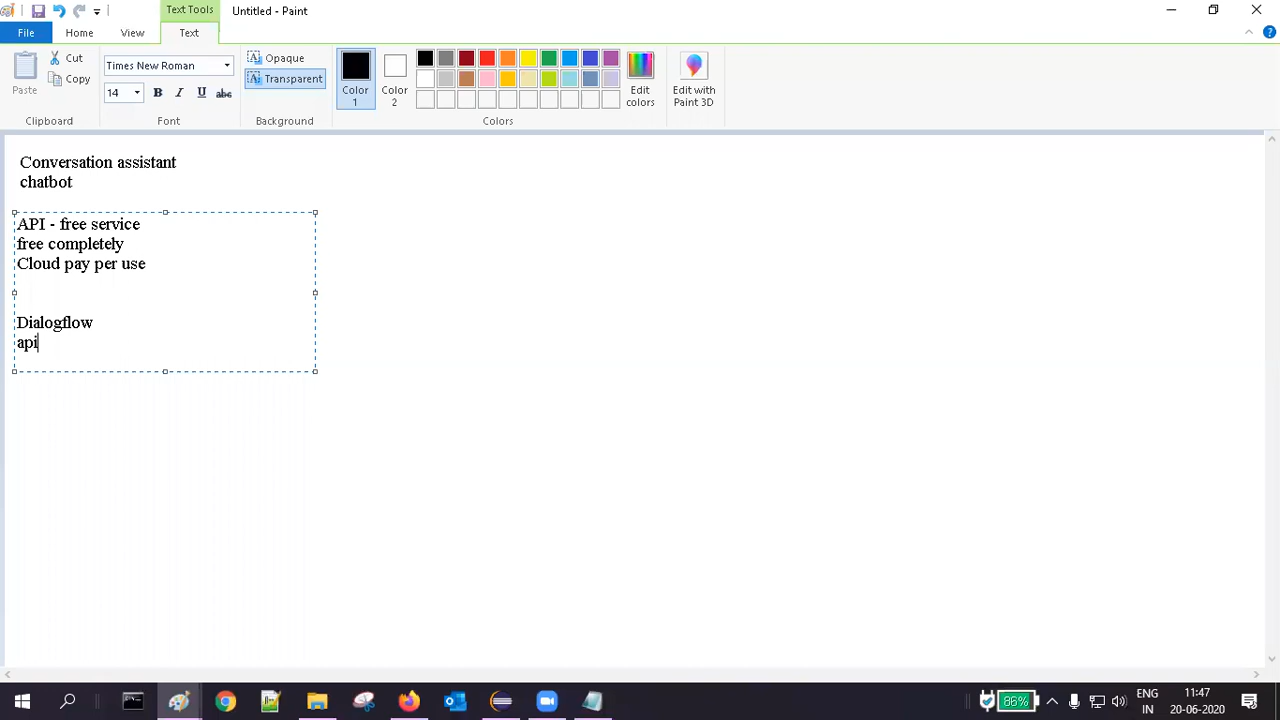 Text Tools
Untitled - Paint
File
Home
View
Text
Paste
Cut
Copy
Clipboard
Times New Roman
14
B I U abc
Font
Opaque
Transparent
Background
Color 1
Color 2
Edit colors
Colors
Edit with Paint 3D
Conversation assistant
chatbot
API - free service
free completely
Cloud pay per use
Dialogflow
api
86%
ENG
IN
11:47
20-06-2020